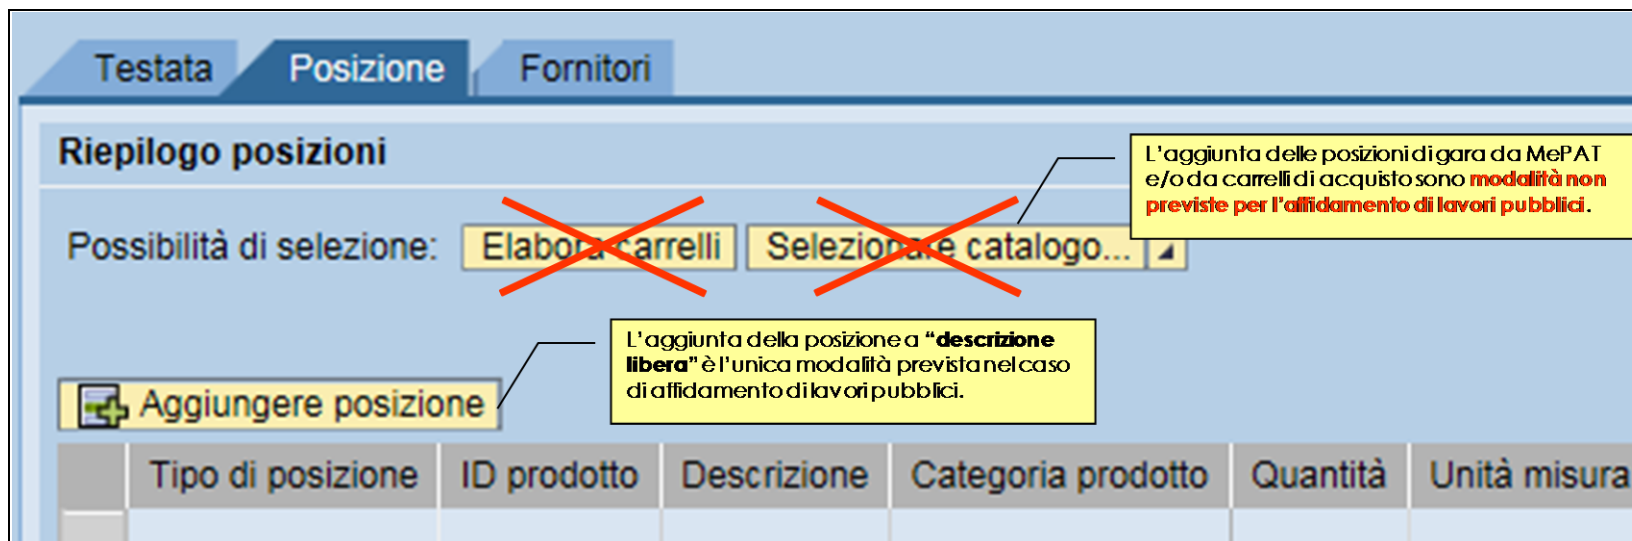 Testata Posizione Fornitori
Riepilogo posizioni
L'aggiunta delle posizioni di gara da MePAT
e/o da carrelli di acquisto sono modalità non
previste per l'affidamento di lavori pubblici.
Possibilità di selezione: Elabora carrelli Selezionare catalogo...
L'aggiunta della posizione a “descrizione
libera” è l'unica modalità prevista nel caso
di affidamento di lavori pubblici.
Aggiungere posizione
Tipo di posizione ID prodotto Descrizione Categoria prodotto Quantità Unità misura